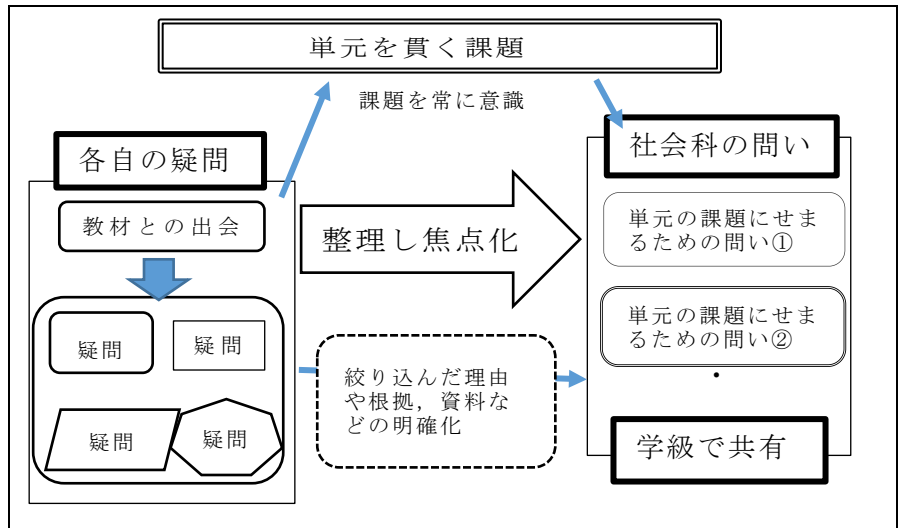 単元を貫く課題
課題を常に意識
各自の疑問
教材との出会
疑問
疑問
疑問
疑問
整理し焦点化
絞り込んだ理由
や根拠，資料な
どの明確化
社会科の問い
単元の課題にせま
るための問い①
単元の課題にせま
るための問い②
・
学級で共有